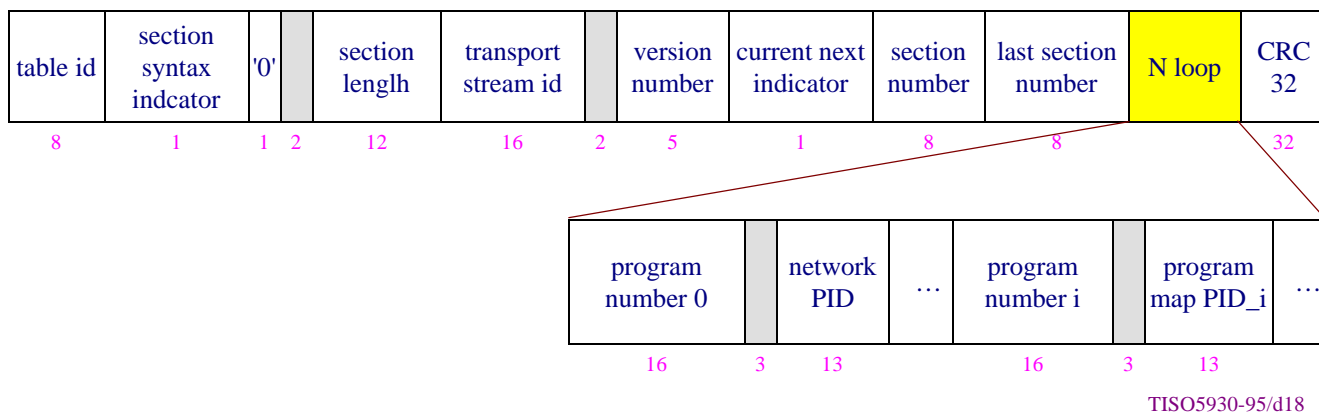 table id
section
syntax
indcator
'0'
section
lenglh
transport
stream id
version
number
current next
indicator
section
number
last section
number
N loop
CRC
32
8
1
1
2
12
16
2
5
1
8
8
32
program
number 0
network
PID
…
program
number i
program
map PID_i
…
16
3
13
16
3
13
TISO5930-95/d18